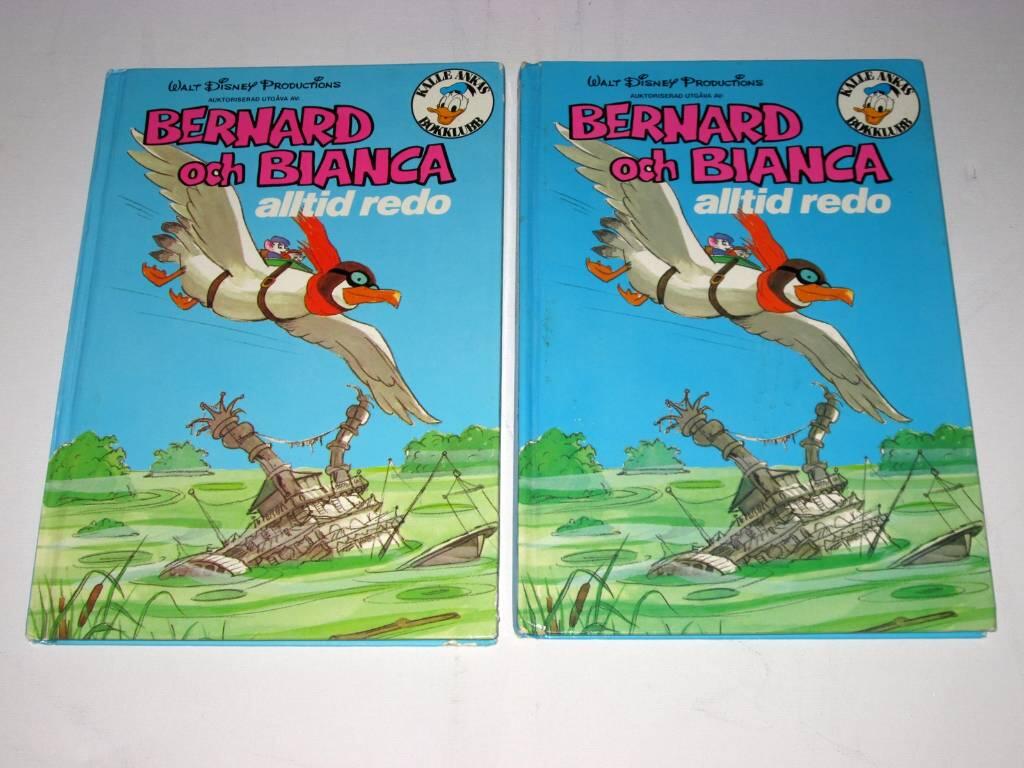 WALT DISNEY PRODUCTIONS
AUKTORISERAD UTGÅVA AV:
BERNARD
och BIANCA
alltid redo
KALLE ANKAS
BOKKLUBB
WALT DISNEY PRODUCTIONS
AUKTORISERAD UTGÅVA AV:
BERNARD
och BIANCA
alltid redo
KALLE ANKAS
BOKKLUBB